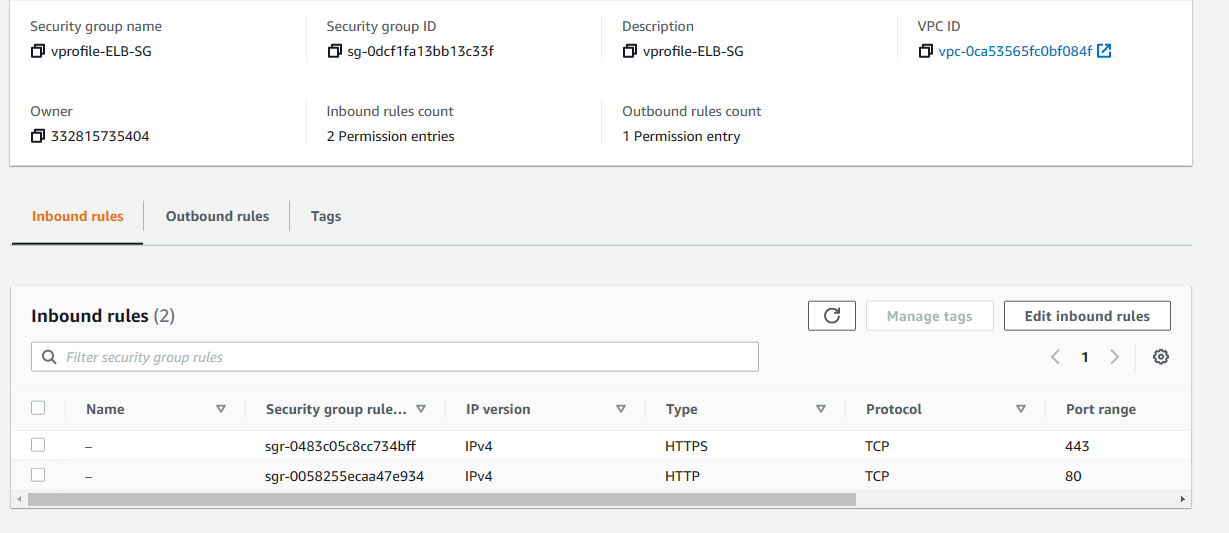 Security group name
Security group ID
Description
VPC ID
vprofile-ELB-SG
sg-0dcf1fa13bb13c33f
vprofile-ELB-SG
vpc-0ca53565fc0bf084f
Owner
Inbound rules count
Outbound rules count
332815735404
2 Permission entries
1 Permission entry
Inbound rules
Outbound rules
Tags
Inbound rules (2)
Manage tags
Edit inbound rules
Filter security group rules
1
Name
Security group rule...
IP version
Type
Protocol
Port range
– sgr-0483c05c8cc734bff IPv4 HTTPS TCP 443
– sgr-0058255ecaa47e934 IPv4 HTTP TCP 80